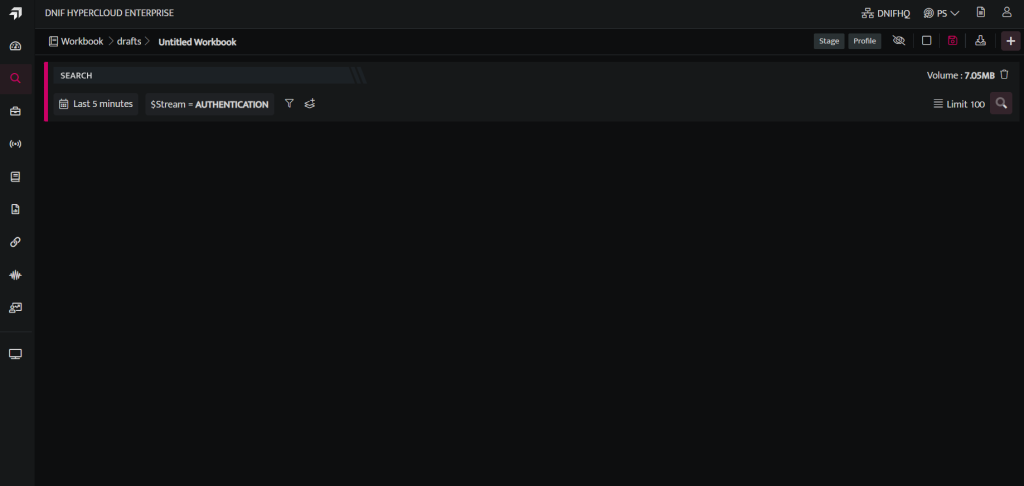 DNIF HYPERCLOUD ENTERPRISE
DNIFHQ
PS
Workbook > drafts > Untitled Workbook
Stage
Profile
SEARCH
Volume : 7.05MB
Last 5 minutes
$Stream = AUTHENTICATION
Limit 100